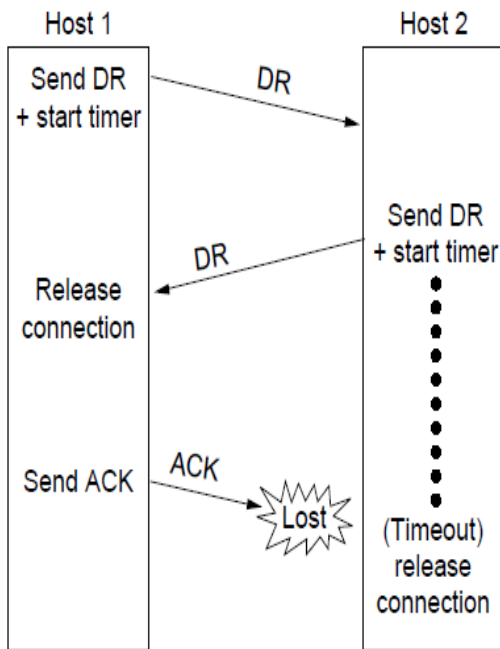 Host 1
Host 2
Send DR
+ start timer
DR
Send DR
+ start timer
DR
Release
connection
Send ACK
ACK
Lost
(Timeout)
release
connection